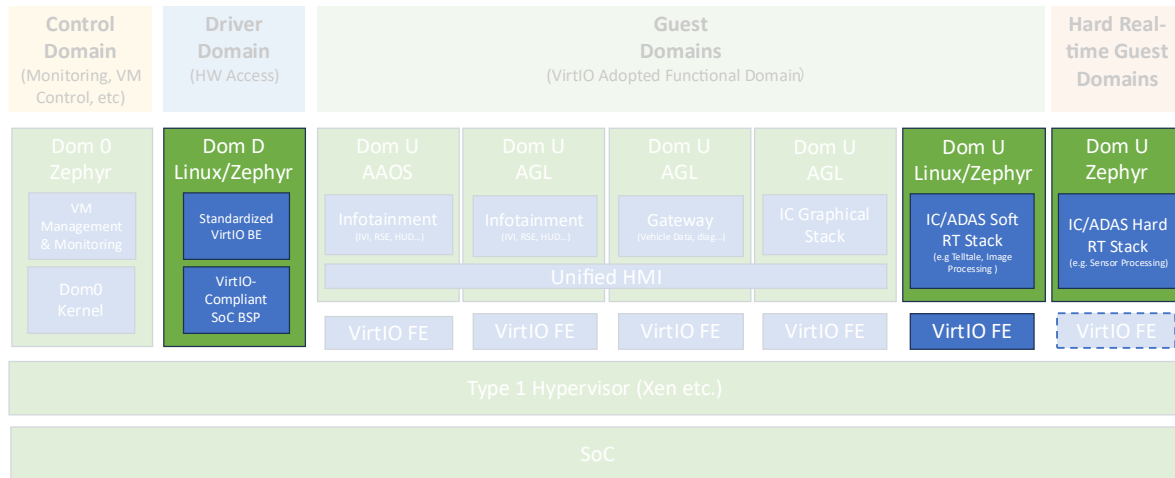 Control
Domain
(Monitoring, VM
Control, etc)
Driver
Domain
(HW Access)
Guest
Domains
(VirtIO Adopted Functional Domain)
Hard Real-
time Guest
Domains
Dom 0
Zephyr
VM
Management
& Monitoring
Dom0
Kernel
Dom D
Linux/Zephyr
Standardized
VirtIO BE
VirtIO-
Compliant
SoC BSP
Dom U
AAOS
Infotainment
(IVI, RSE, HUD...)
Dom U
AGL
Infotainment
(IVI, RSE, HUD...)
Dom U
AGL
Gateway
(Vehicle Data, diag...)
Dom U
AGL
IC Graphical
Stack
Unified HMI
Dom U
Linux/Zephyr
IC/ADAS Soft
RT Stack
(e.g Telltale, Image
Processing )
Dom U
Zephyr
IC/ADAS Hard
RT Stack
(e.g. Sensor Processing)
VirtIO FE
VirtIO FE
VirtIO FE
VirtIO FE
VirtIO FE
VirtIO FE
Type 1 Hypervisor (Xen etc.)
SoC